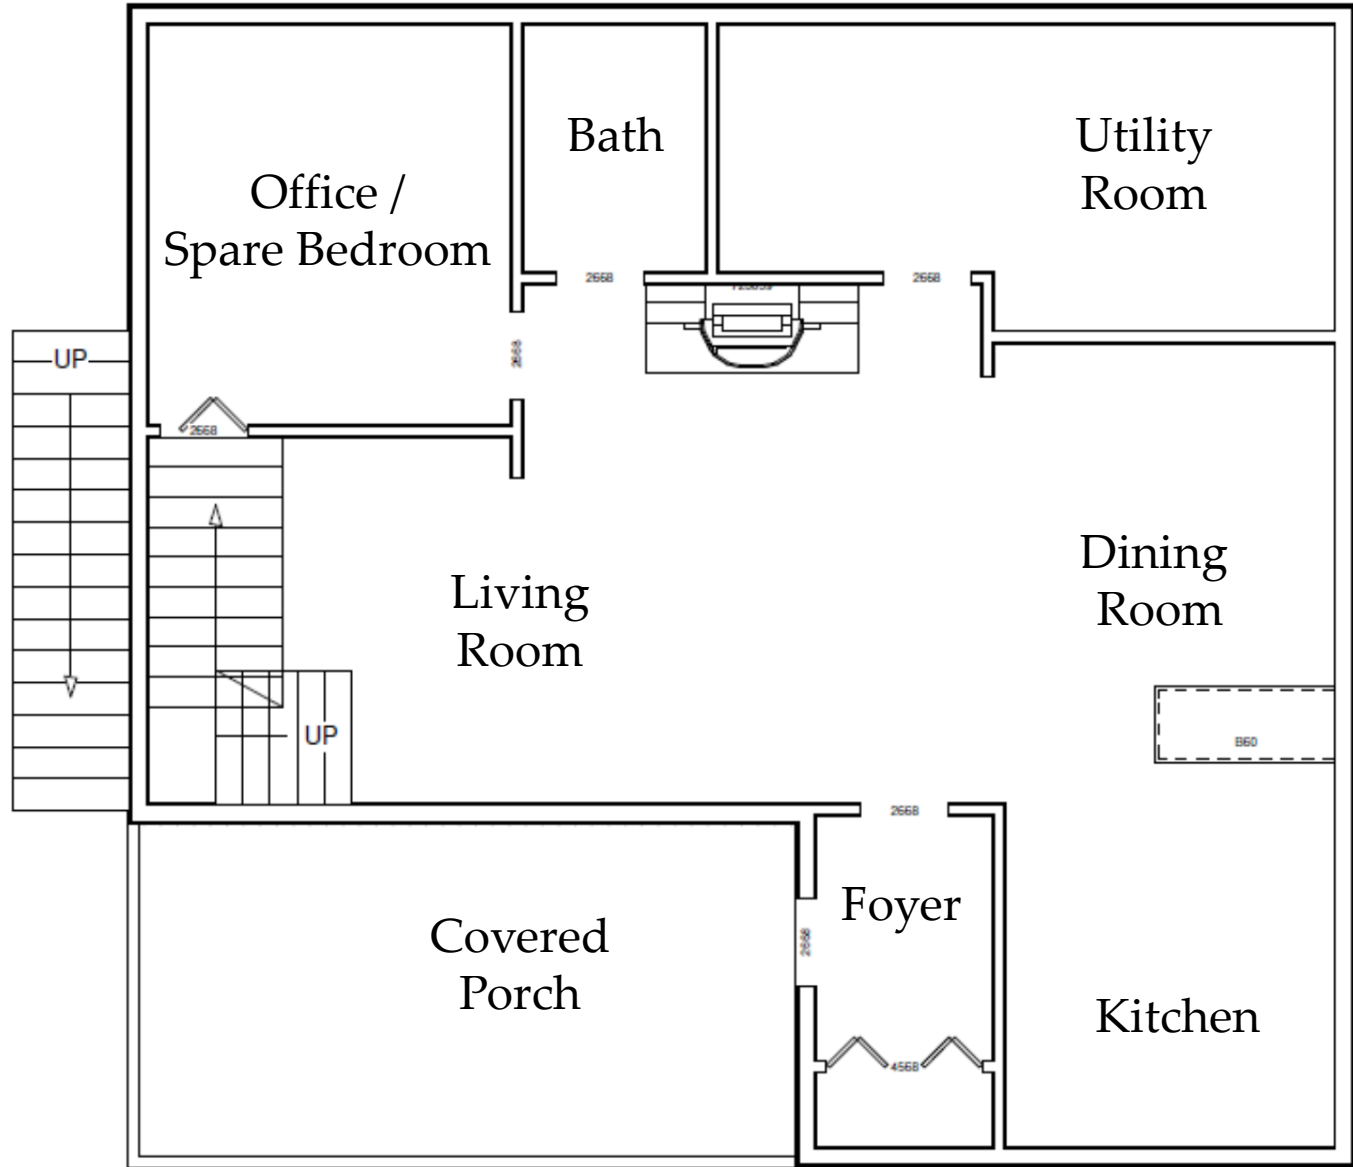 Bath
Utility
Room
Office /
Spare Bedroom
2668
2668
2668
UP
2668
Dining
Room
Living
Room
UP
B60
2668
Foyer
2668
Covered
Porch
Kitchen
4568